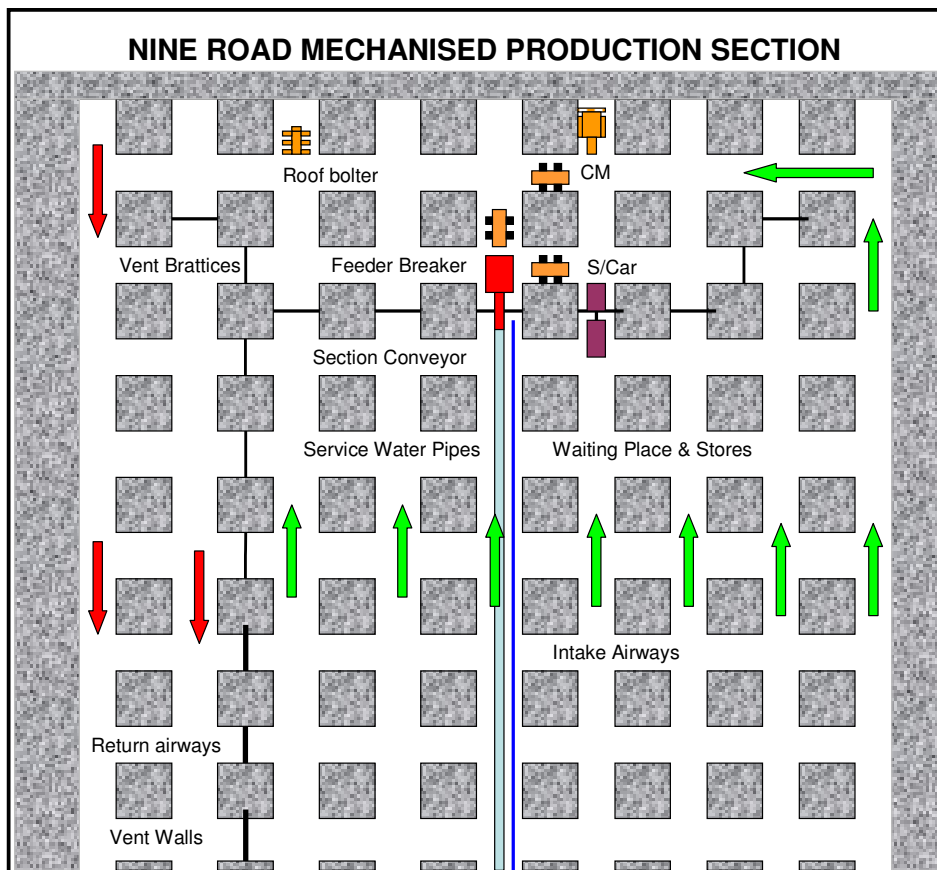 NINE ROAD MECHANISED PRODUCTION SECTION
Roof bolter
CM
Vent Brattices
Feeder Breaker
S/Car
Section Conveyor
Service Water Pipes
Waiting Place & Stores
Intake Airways
Return airways
Vent Walls